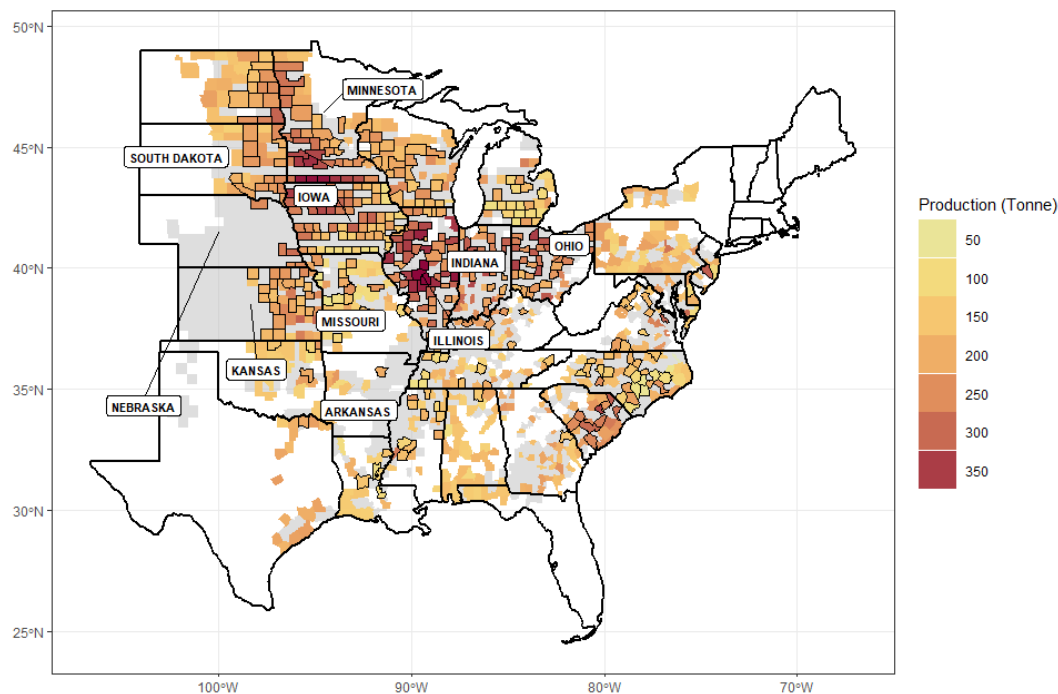 50°N
45°N
40°N
35°N
30°N
25°N
100°W
90°W
80°W
70°W
MINNESOTA
SOUTH DAKOTA
IOWA
OHIO
INDIANA
MISSOURI
ILLINOIS
KANSAS
NEBRASKA
ARKANSAS
Production (Tonne)
50
100
150
200
250
300
350